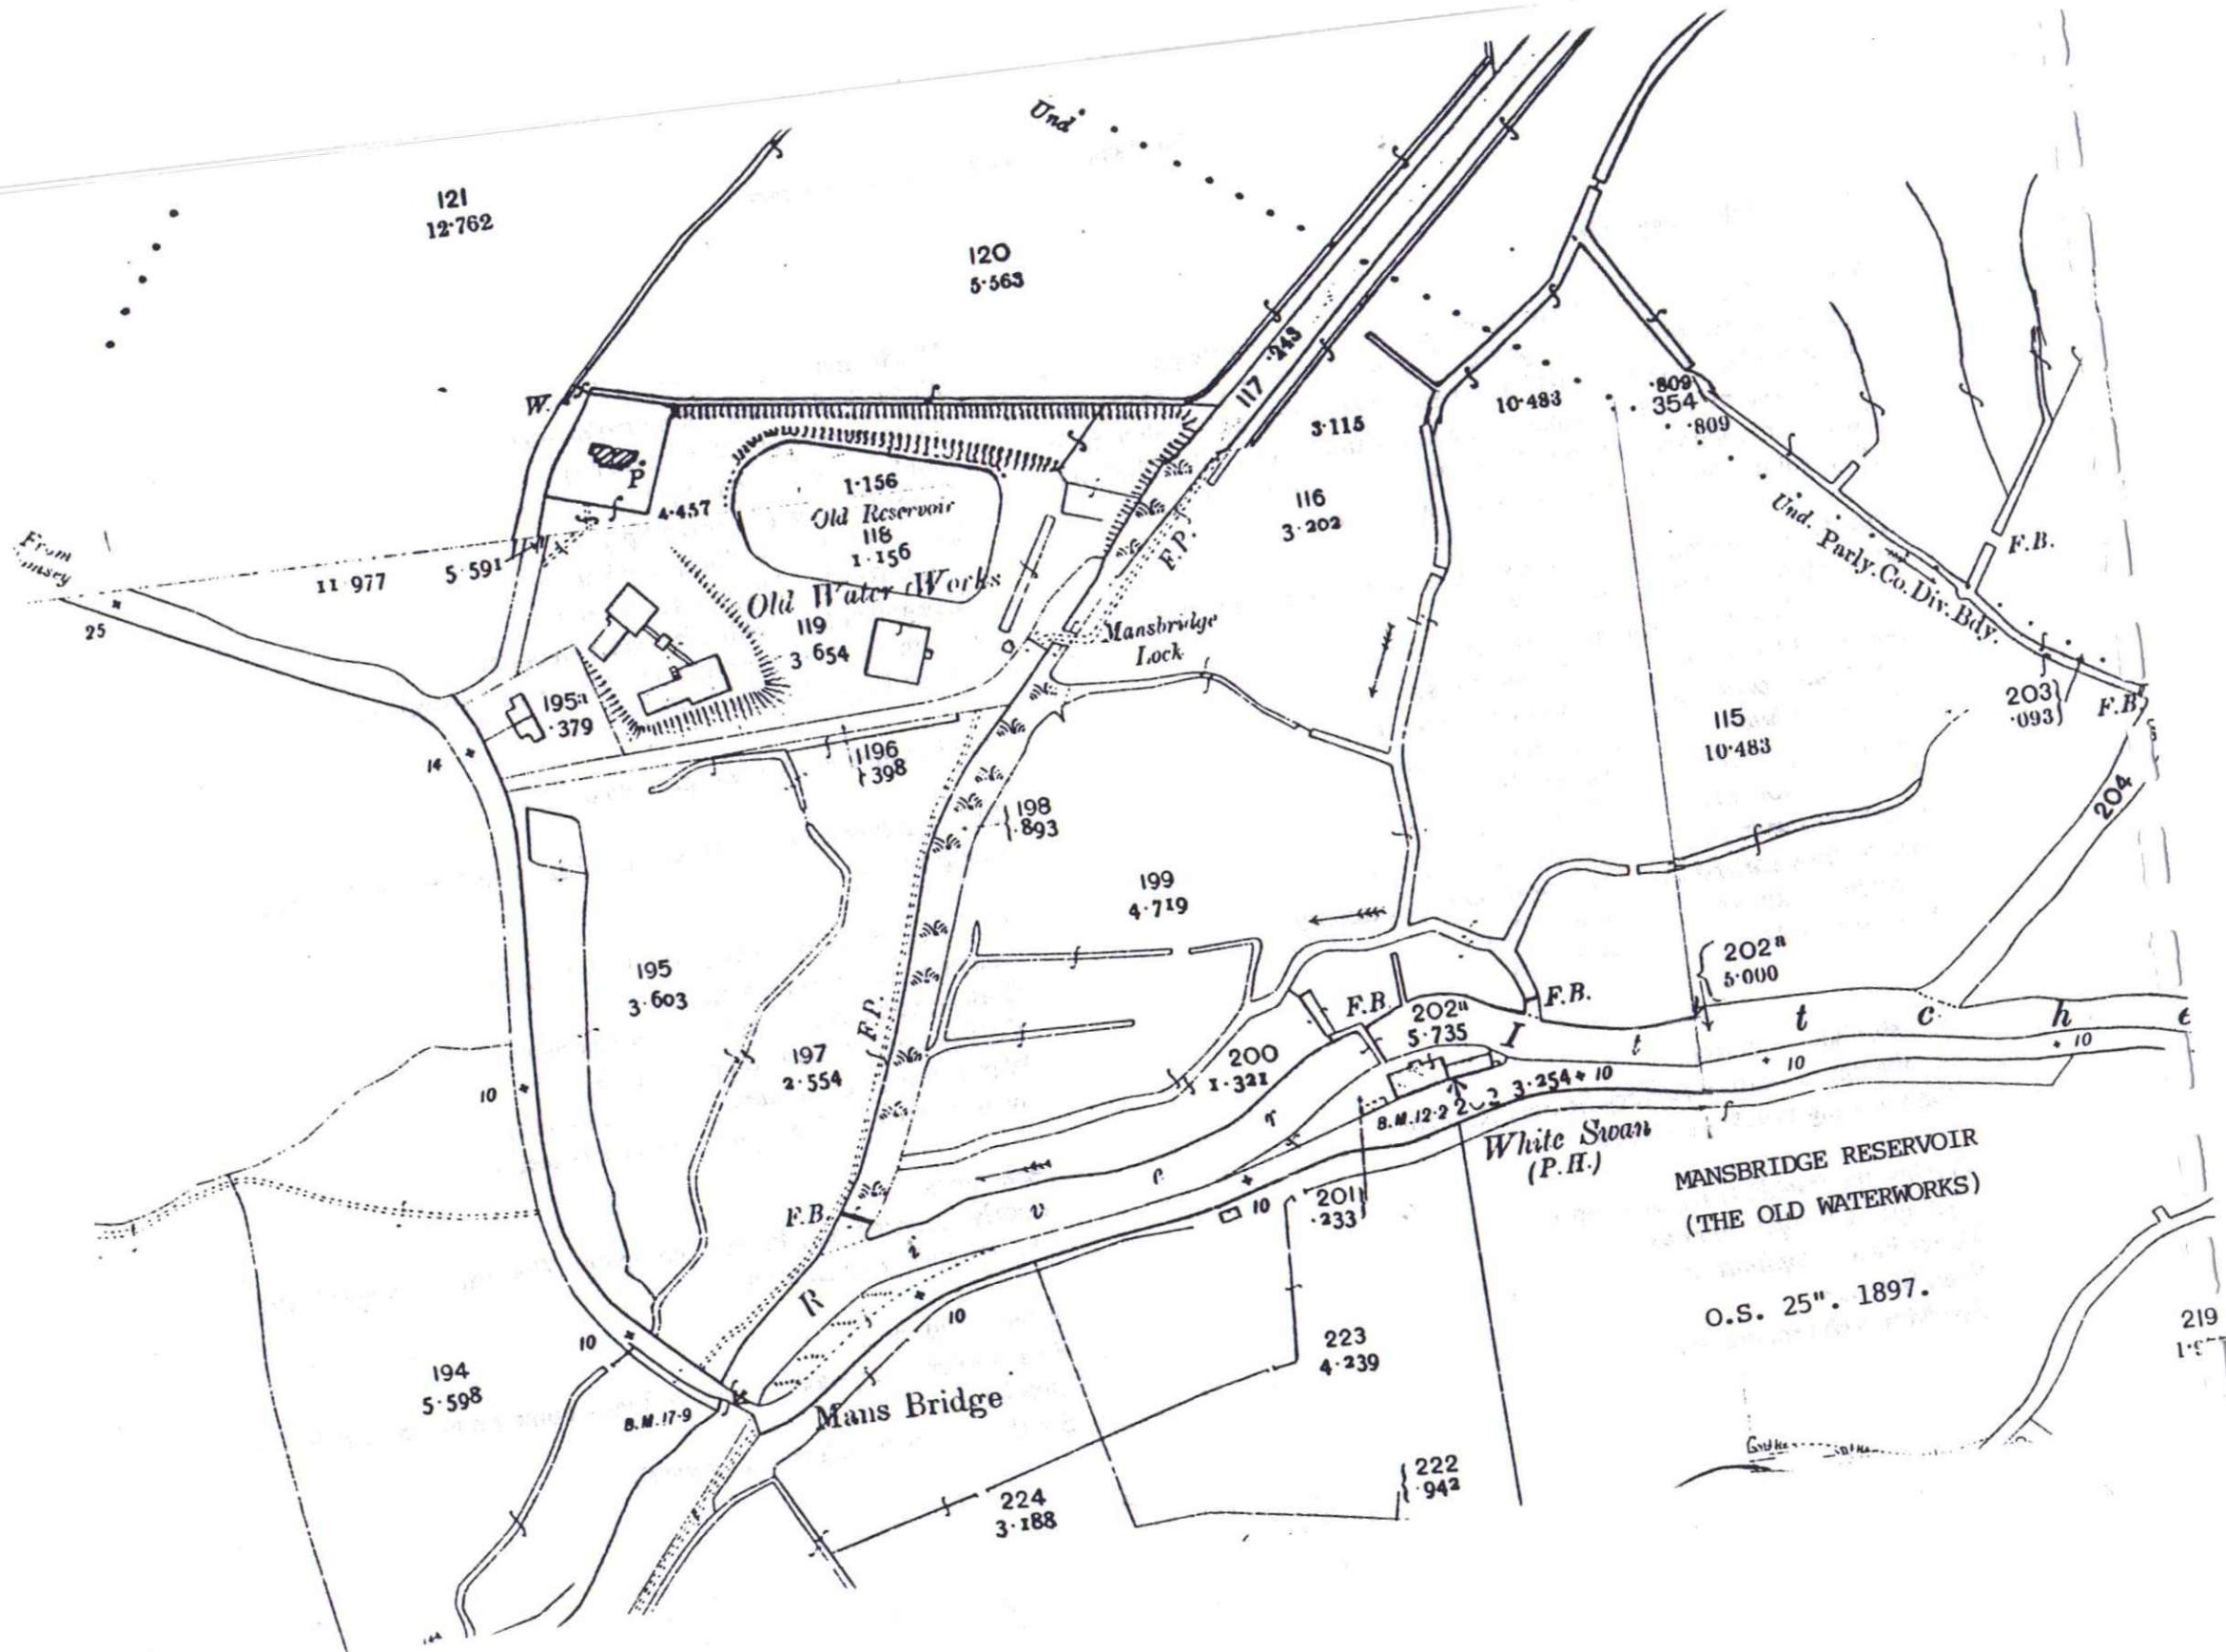 Und.
121
12·762
120
5·563
117 ·243
W.
P
4·457
1·156
Old Reservoir
118
1·156
3·115
10·483
·809
354
·809
116
3·202
F.P.
Und. Parly. Co. Div. Bdy.
F.B.
From
11·977
5·591
25
Old Water Works
119
3·654
Mansbridge
Lock
195a
·379
14
196
·398
203
·093
F.B.
204
115
10·483
198
·893
199
4·719
195
3·603
F.P.
197
2·554
202a
5·000
F.B.
F.B.
202a
5·735
200
1·321
River Itche
10
10
10
B.M. 12·2
202 3·254 + 10
White Swan
(P.H.)
10
201
·233
F.B.
10
10
10
223
4·239
194
5·598
B.M. 17·9
Mans Bridge
222
·942
224
3·188
219
MANSBRIDGE RESERVOIR
(THE OLD WATERWORKS)
O.S. 25". 1897.